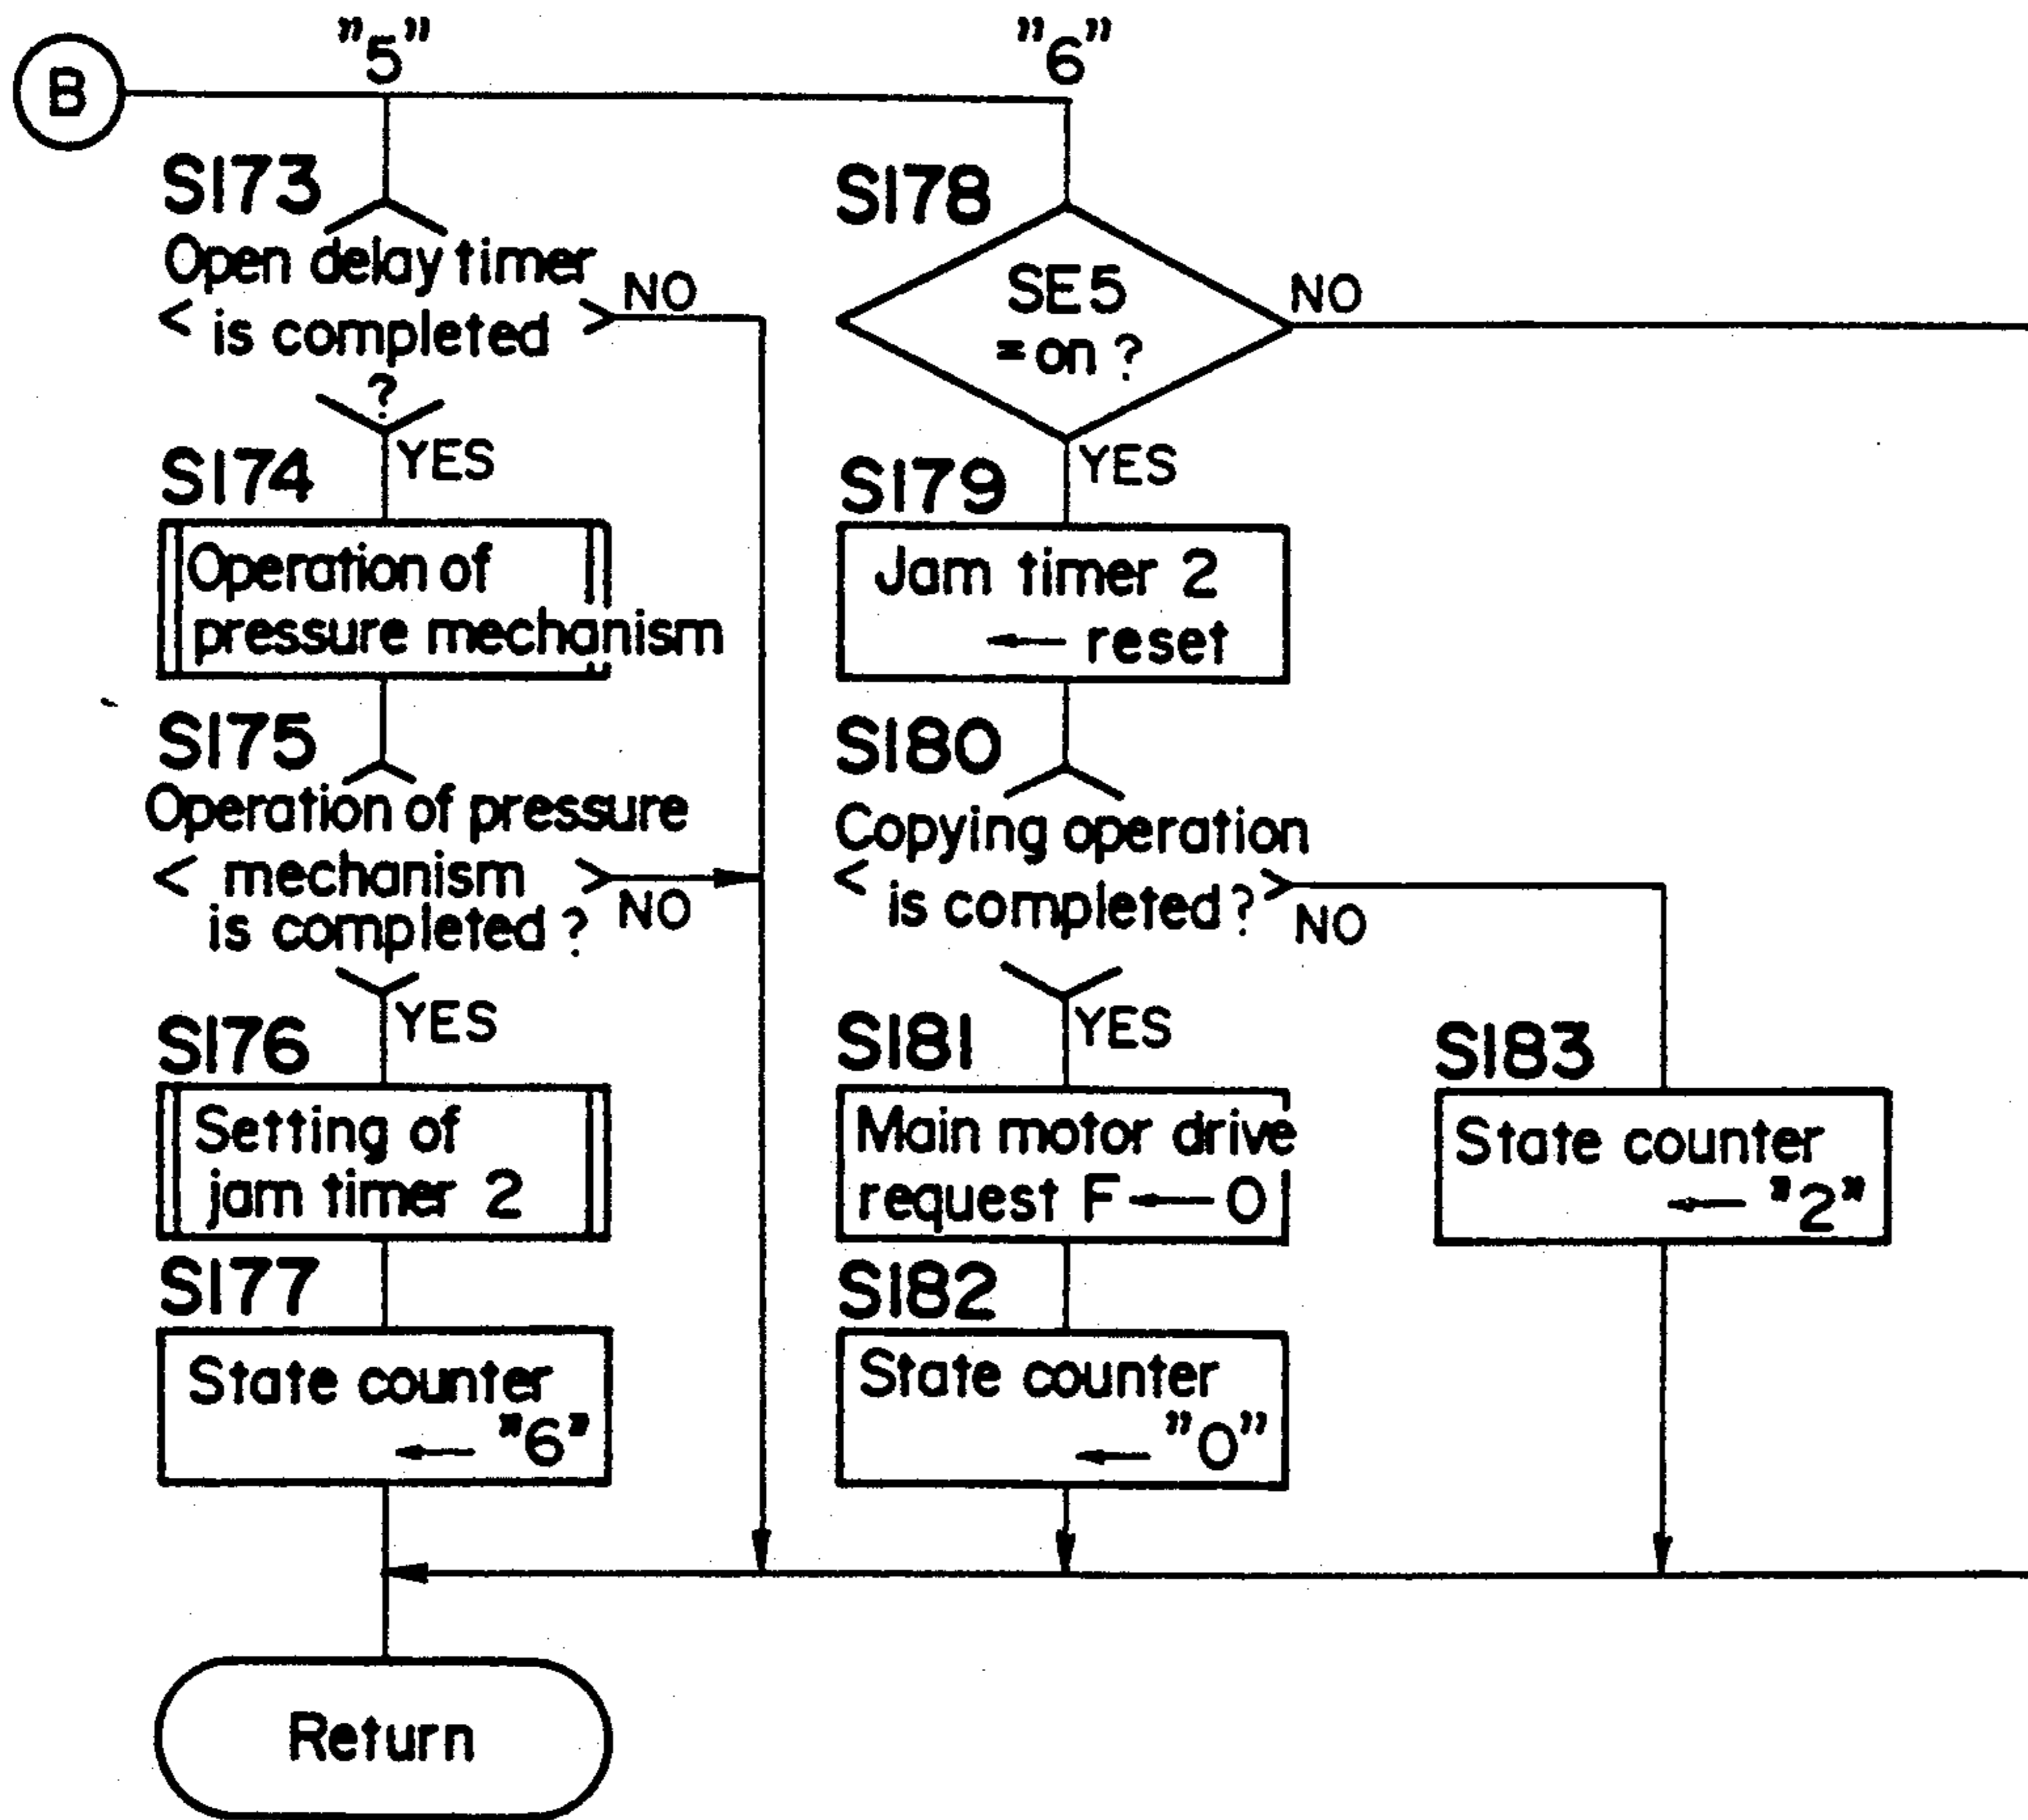 B
"5"
"6"
S173
Open delay timer
is completed
?
NO
YES
S174
Operation of
pressure mechanism
S175
Operation of pressure
mechanism
is completed ?
NO
YES
S176
Setting of
jam timer 2
S177
State counter
← "6"
Return
S178
SE5
=on ?
NO
YES
S179
Jam timer 2
← reset
S180
Copying operation
is completed ?
NO
YES
S181
Main motor drive
request F ← 0
S182
State counter
← "0"
S183
State counter
← "2"